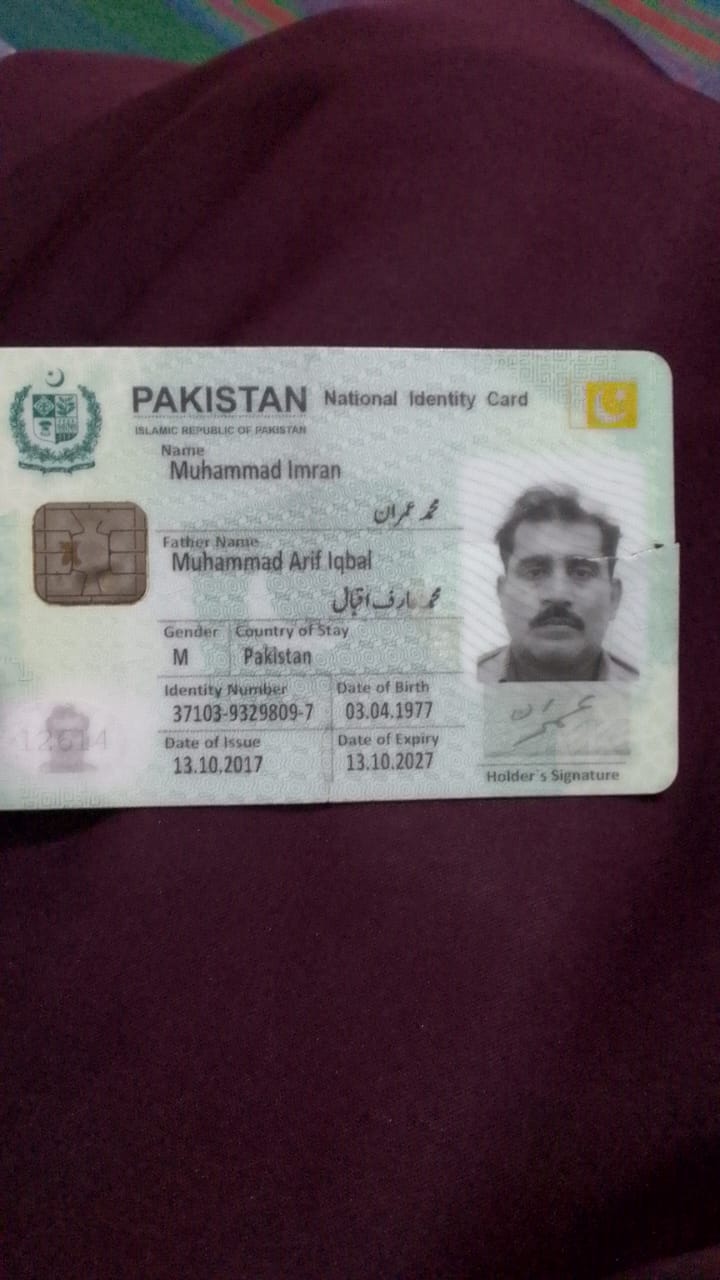 PAKISTAN National Identity Card
ISLAMIC REPUBLIC OF PAKISTAN
Name
Muhammad Imran
محمد عمران
Father Name
Muhammad Arif Iqbal
محمد عارف اقبال
Gender Country of Stay
M Pakistan
Identity Number Date of Birth
37103-9329809-7 03.04.1977
Date of Issue Date of Expiry
13.10.2017 13.10.2027
عمران
Holder's Signature